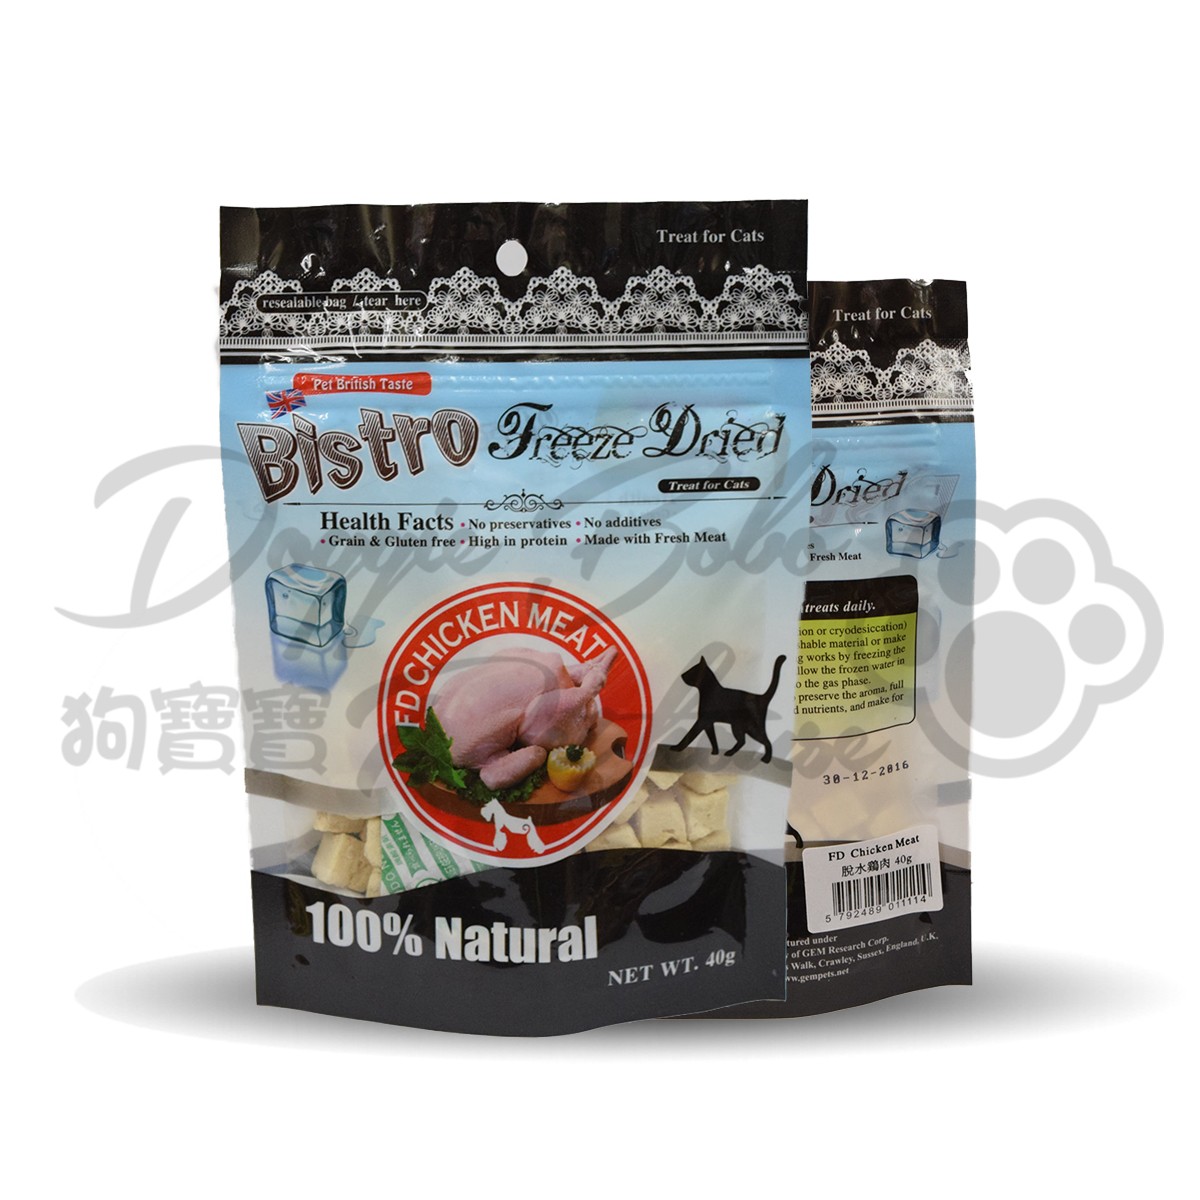 Treat for Cats
resealable bag / tear here
Pet British Taste
Bistro Freeze Dried
Treat for Cats
Health Facts • No preservatives • No additives
• Grain & Gluten free • High in protein • Made with Fresh Meat
FD CHICKEN MEAT
100% Natural
NET WT. 40g
Treat for Cats
Dried
Fresh Meat
treats daily.
ion or cryodesiccation)
shable material or make
g works by freezing the
llow the frozen water in
o the gas phase.
preserve the aroma, full
d nutrients, and make for
30-12-2016
FD Chicken Meat
脫水鷄肉 40g
5 792489 011114
tured under
y of GEM Research Corp.
Walk, Crawley, Sussex, England, U.K.
w.gempets.net
Doggie Bobo
Pethouse
狗寶寶